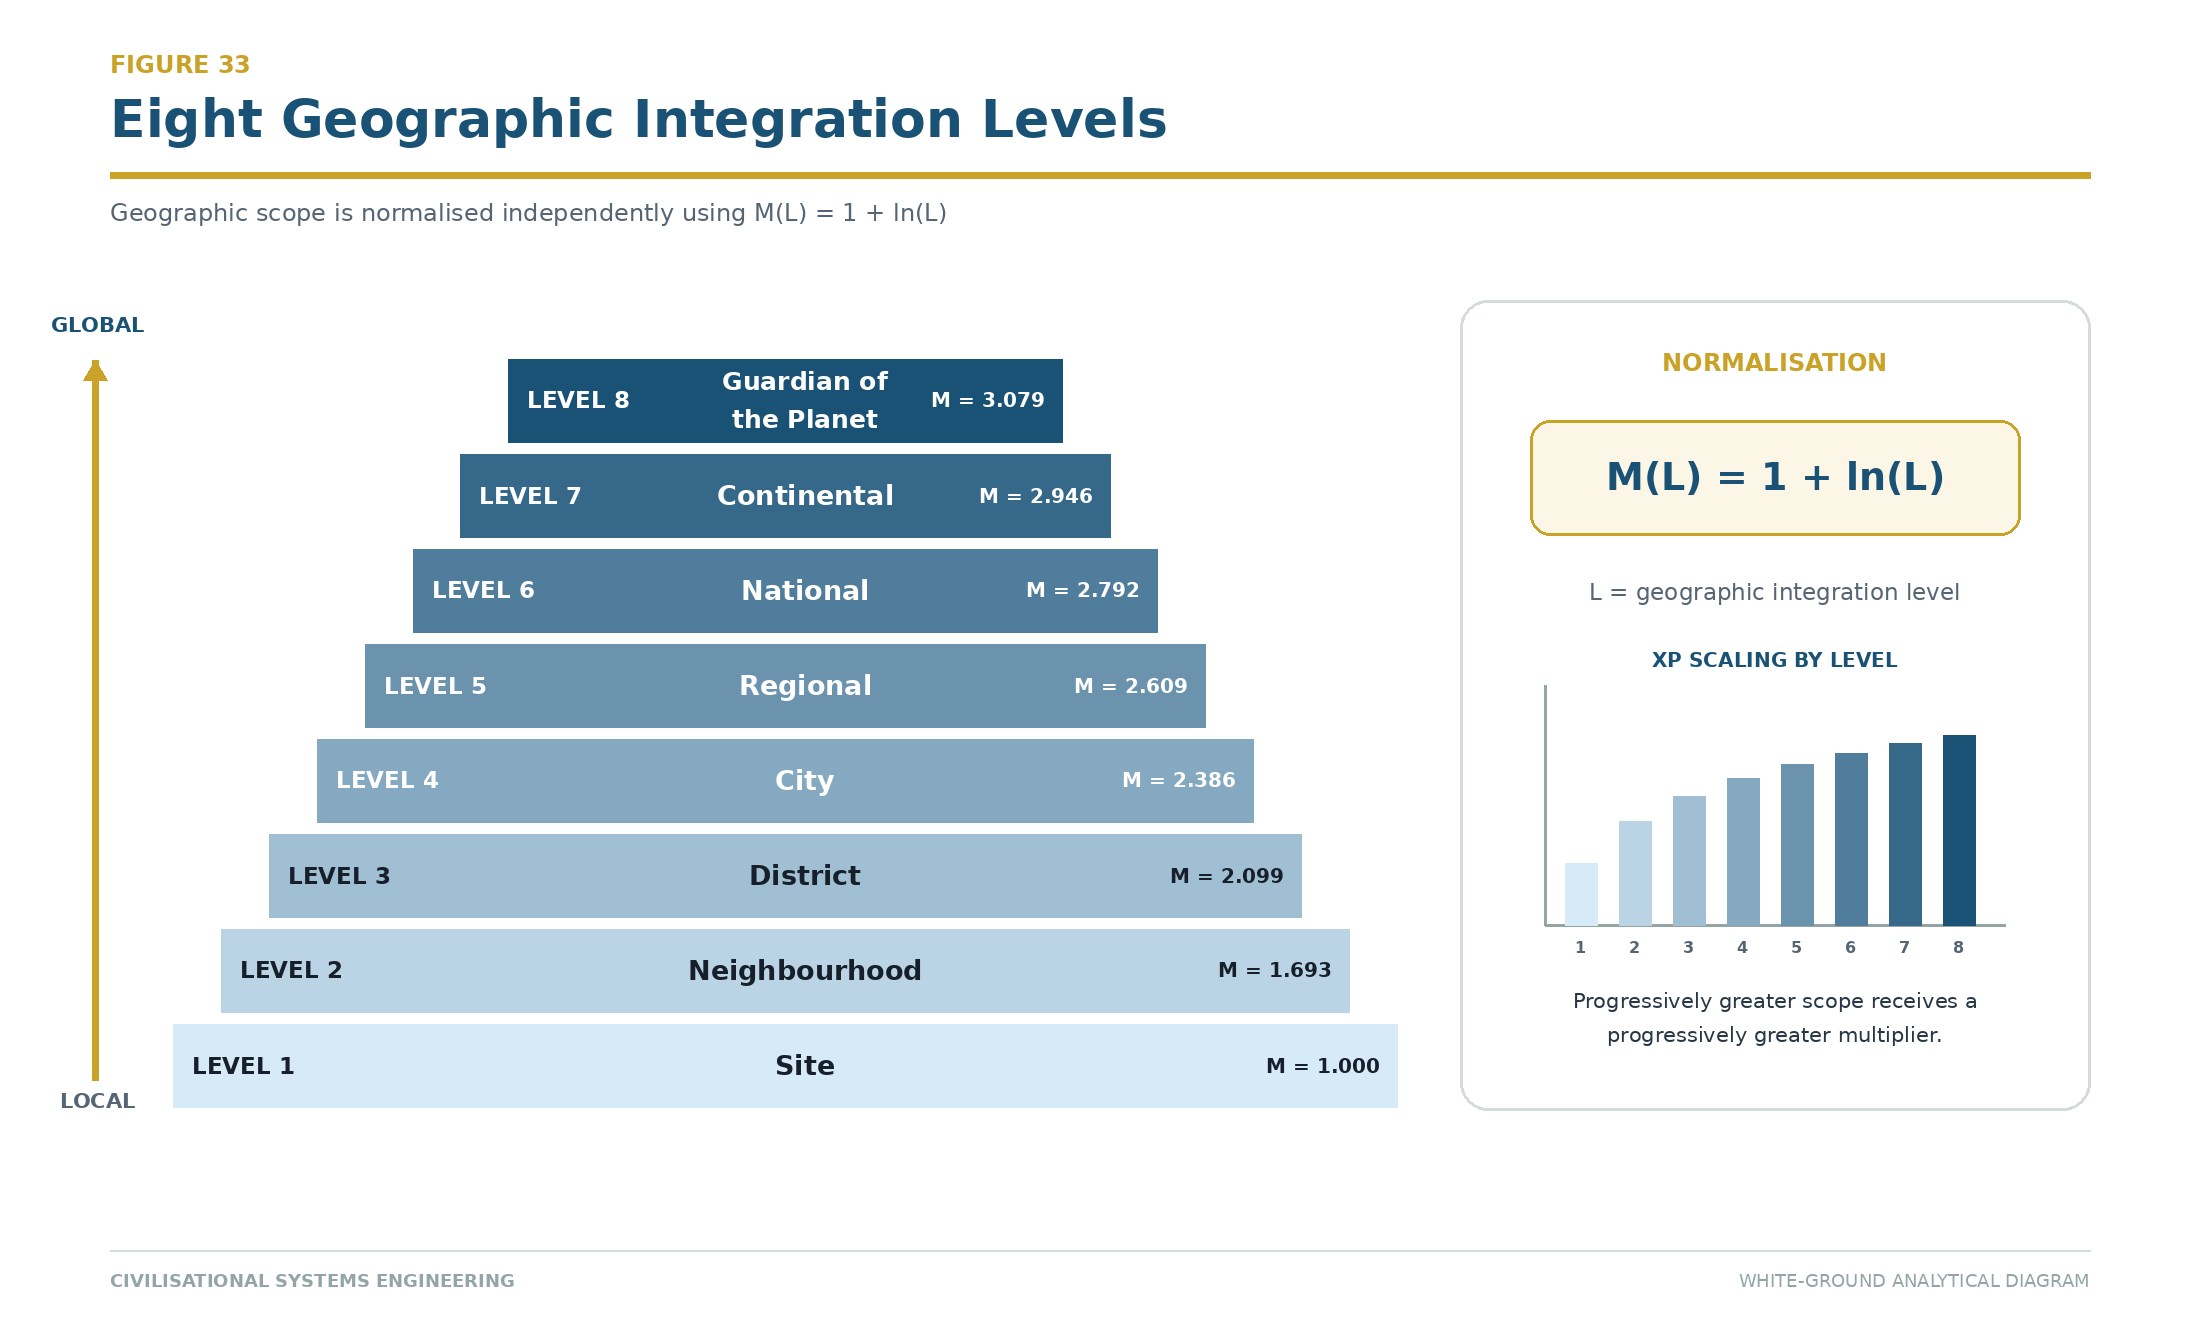 FIGURE 33
Eight Geographic Integration Levels
Geographic scope is normalised independently using M(L) = 1 + ln(L)
GLOBAL
LOCAL
LEVEL 8 Guardian of the Planet M = 3.079
LEVEL 7 Continental M = 2.946
LEVEL 6 National M = 2.792
LEVEL 5 Regional M = 2.609
LEVEL 4 City M = 2.386
LEVEL 3 District M = 2.099
LEVEL 2 Neighbourhood M = 1.693
LEVEL 1 Site M = 1.000
NORMALISATION
M(L) = 1 + ln(L)
L = geographic integration level
XP SCALING BY LEVEL
1 2 3 4 5 6 7 8
Progressively greater scope receives a
progressively greater multiplier.
CIVILISATIONAL SYSTEMS ENGINEERING
WHITE-GROUND ANALYTICAL DIAGRAM